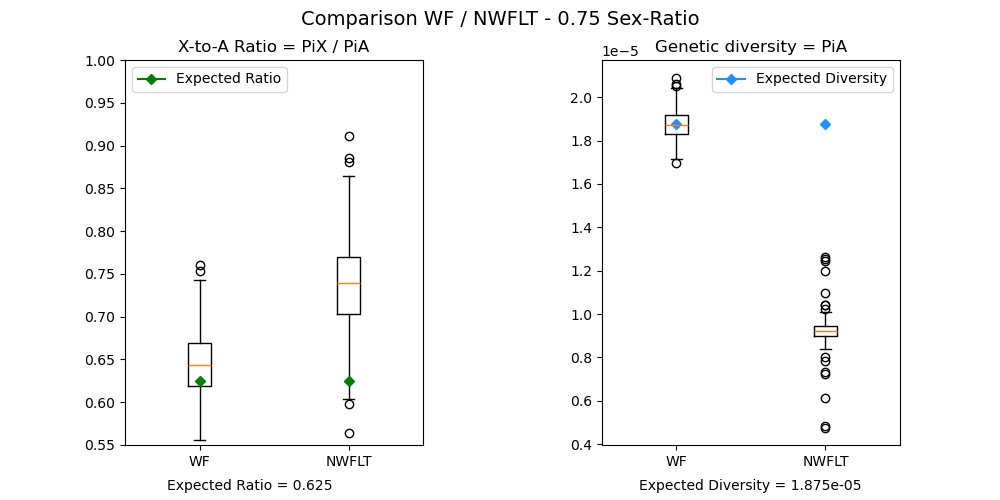 Comparison WF / NWFLT - 0.75 Sex-Ratio
X-to-A Ratio = PiX / PiA
Expected Ratio
1.00
0.95
0.90
0.85
0.80
0.75
0.70
0.65
0.60
0.55
WF NWFLT
Expected Ratio = 0.625
Genetic diversity = PiA
1e−5
Expected Diversity
2.0
1.8
1.6
1.4
1.2
1.0
0.8
0.6
0.4
WF NWFLT
Expected Diversity = 1.875e-05